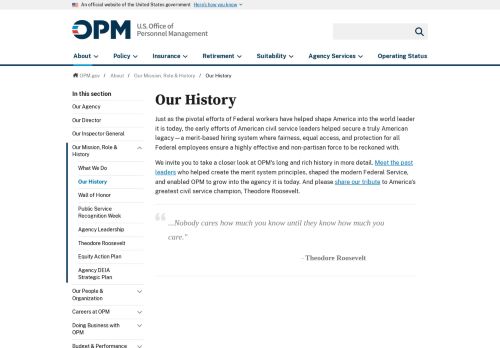 An official website of the United States government Here's how you know
OPM U.S. Office of
Personnel Management
About Policy Insurance Retirement Suitability Agency Services Operating Status
OPM.gov / About / Our Mission, Role & History / Our History
In this section
Our Agency
Our Director
Our Inspector General
Our Mission, Role &
History
What We Do
Our History
Wall of Honor
Public Service
Recognition Week
Agency Leadership
Theodore Roosevelt
Equity Action Plan
Agency DEIA
Strategic Plan
Our People &
Organization
Careers at OPM
Doing Business with
OPM
Budget & Performance
Our History
Just as the pivotal efforts of Federal workers have helped shape America into the world leader
it is today, the early efforts of American civil service leaders helped secure a truly American
legacy—a merit-based hiring system where fairness, equal access, and protection for all
Federal employees ensure a highly effective and non-partisan force to be reckoned with.
We invite you to take a closer look at OPM's long and rich history in more detail. Meet the past
leaders who helped create the merit system principles, shaped the modern Federal Service,
and enabled OPM to grow into the agency it is today. And please share our tribute to America's
greatest civil service champion, Theodore Roosevelt.
“ ...Nobody cares how much you know until they know how much you
care."
- Theodore Roosevelt